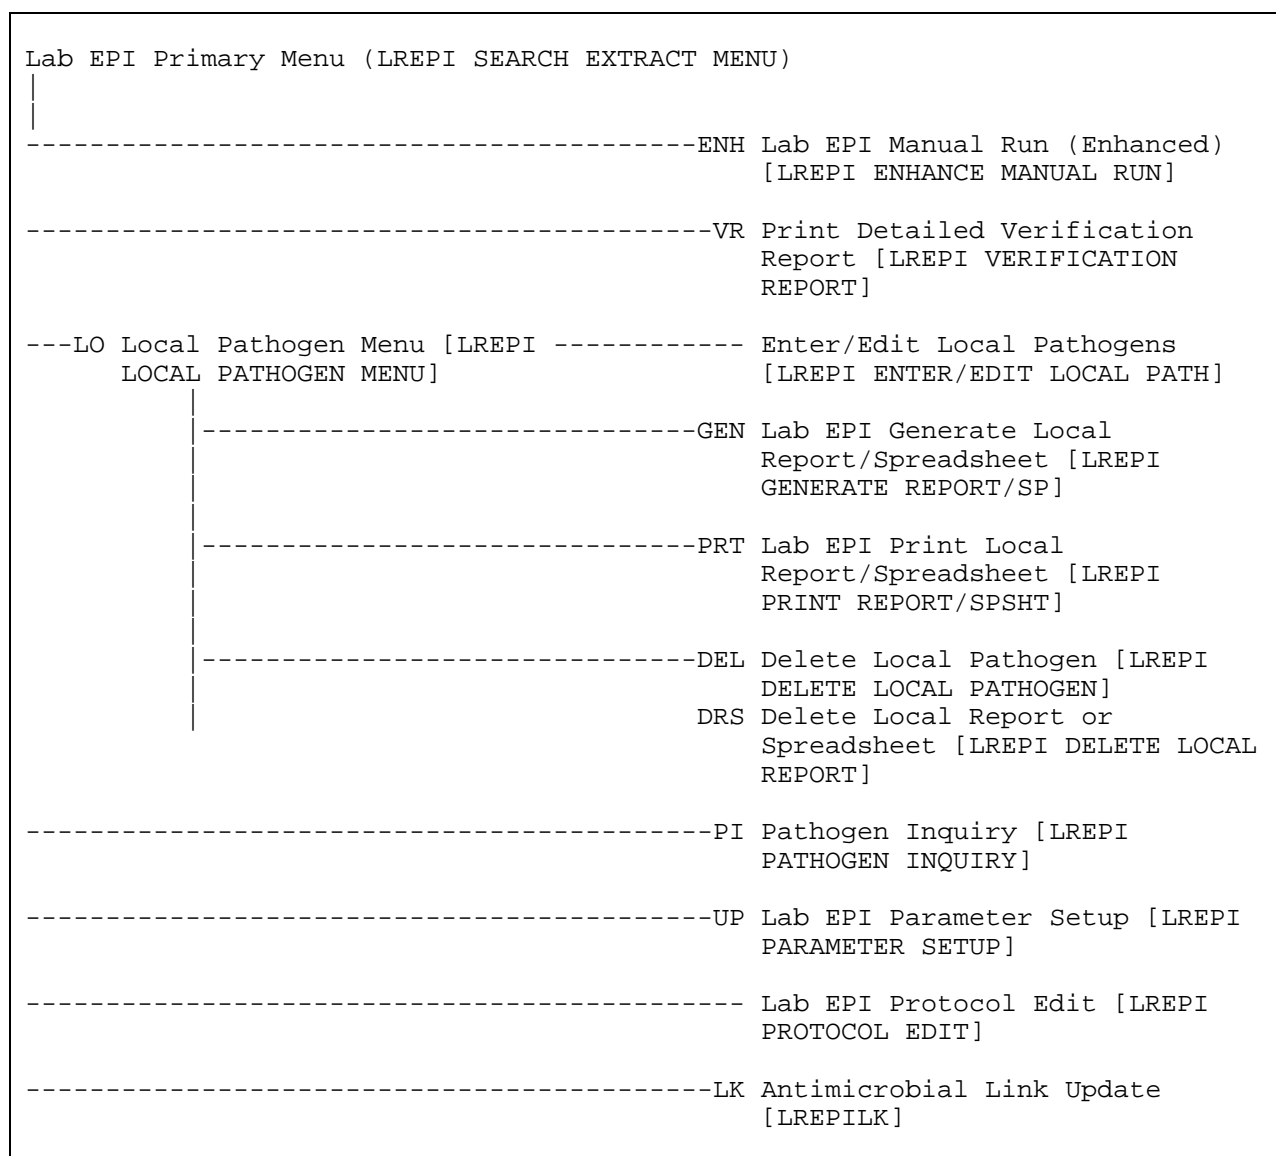 Lab EPI Primary Menu (LREPI SEARCH EXTRACT MENU)
|
|
------------------------------------------ENH Lab EPI Manual Run (Enhanced)
[LREPI ENHANCE MANUAL RUN]
-------------------------------------------VR Print Detailed Verification
Report [LREPI VERIFICATION
REPORT]
---LO Local Pathogen Menu [LREPI ------------ Enter/Edit Local Pathogens
LOCAL PATHOGEN MENU] [LREPI ENTER/EDIT LOCAL PATH]
|
|-------------------------------GEN Lab EPI Generate Local
| Report/Spreadsheet [LREPI
| GENERATE REPORT/SP]
|
|-------------------------------PRT Lab EPI Print Local
| Report/Spreadsheet [LREPI
| PRINT REPORT/SPSHT]
|
|-------------------------------DEL Delete Local Pathogen [LREPI
| DELETE LOCAL PATHOGEN]
| DRS Delete Local Report or
Spreadsheet [LREPI DELETE LOCAL
REPORT]
-------------------------------------------PI Pathogen Inquiry [LREPI
PATHOGEN INQUIRY]
-------------------------------------------UP Lab EPI Parameter Setup [LREPI
PARAMETER SETUP]
--------------------------------------------- Lab EPI Protocol Edit [LREPI
PROTOCOL EDIT]
-------------------------------------------LK Antimicrobial Link Update
[LREPILK]